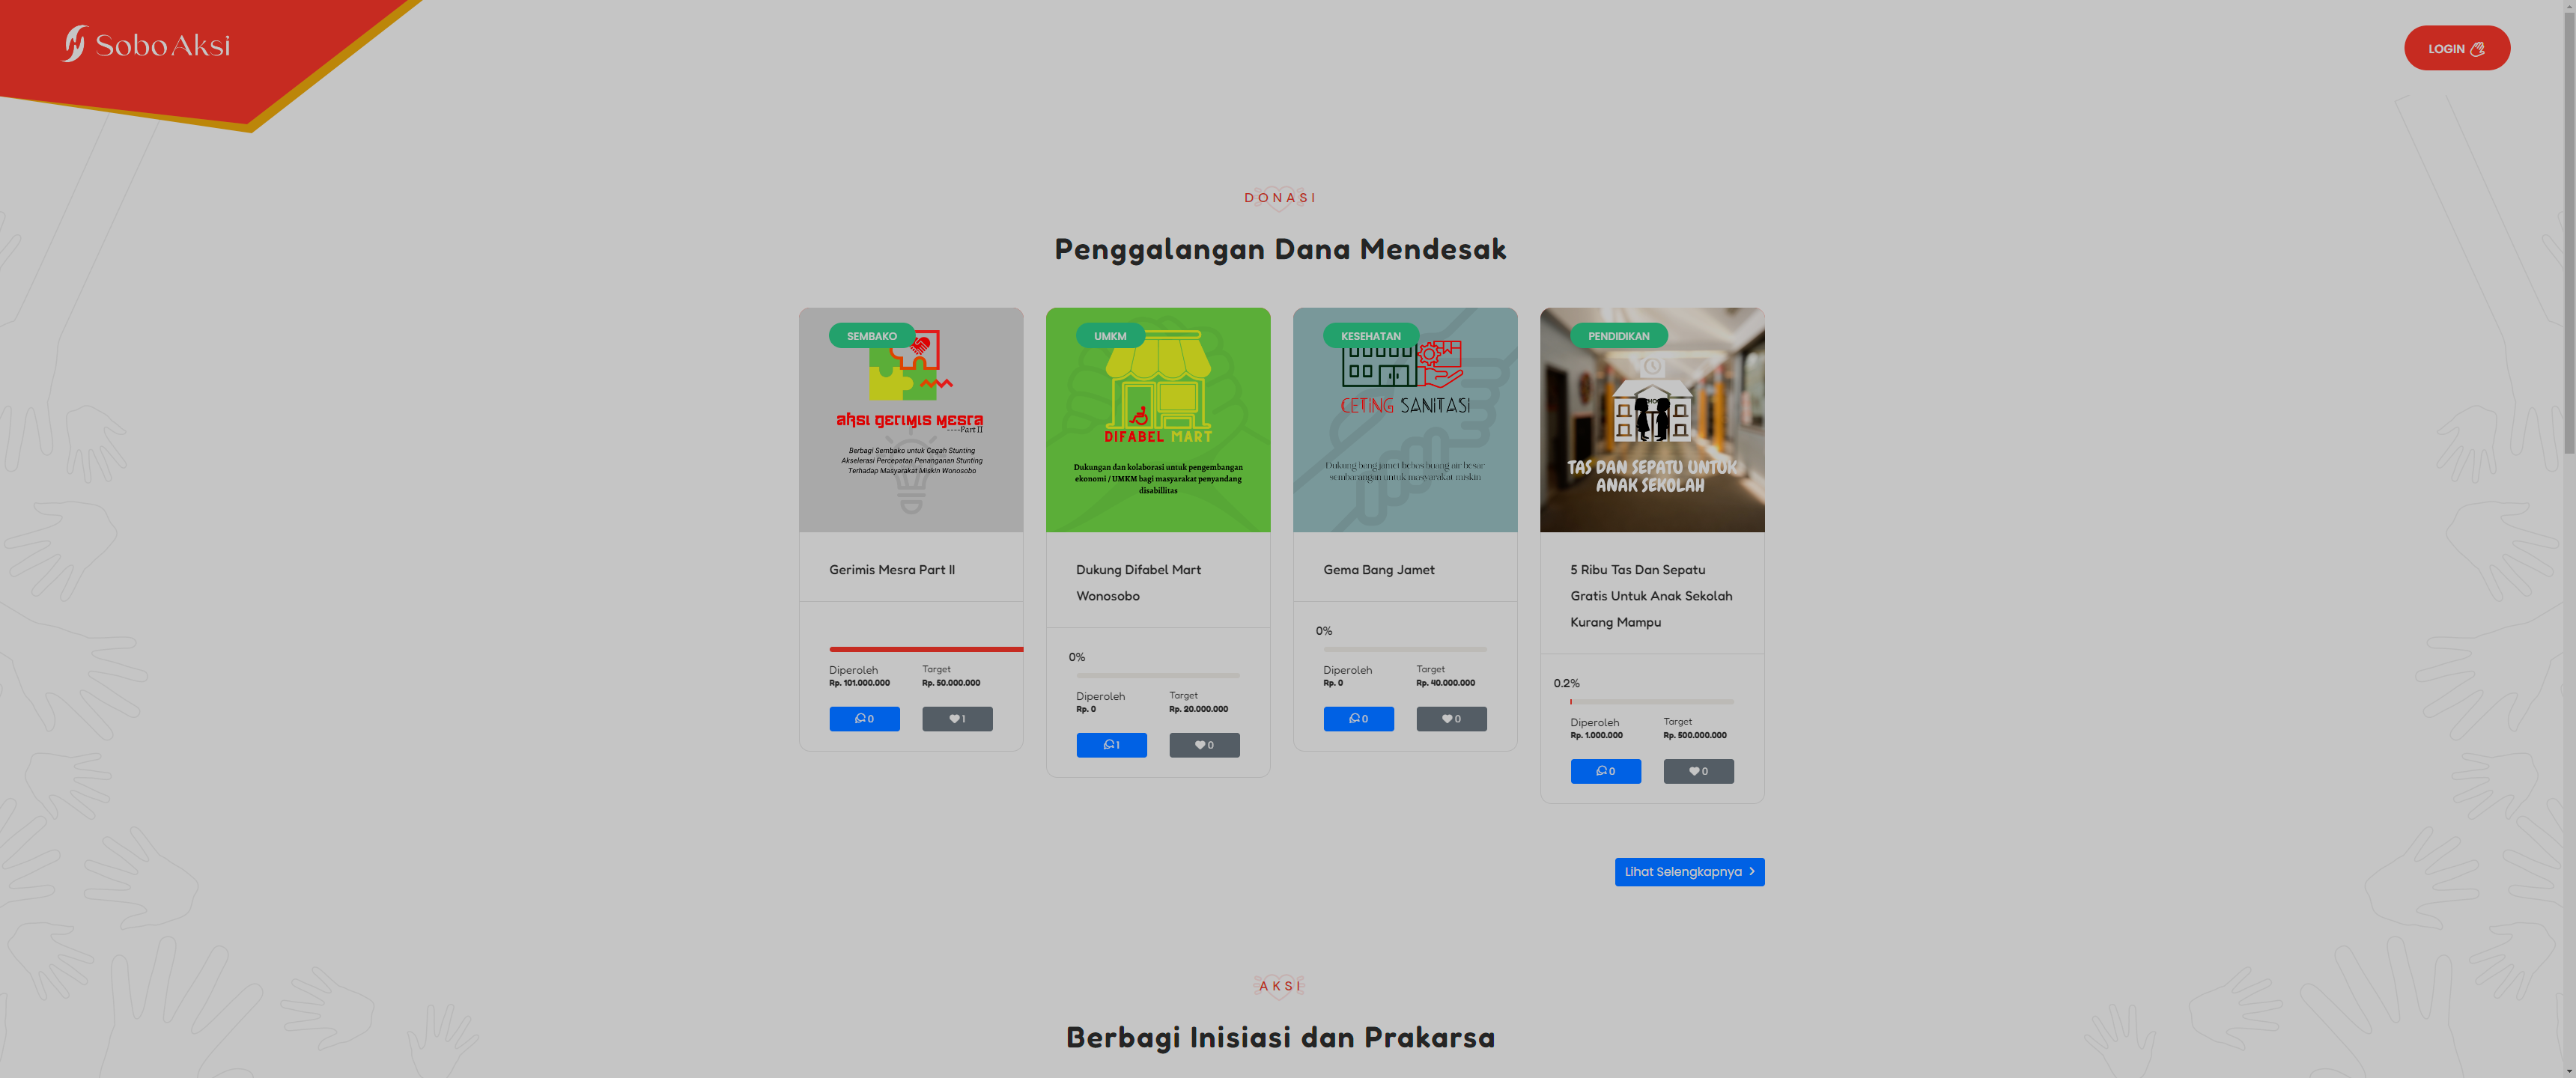 Sobo Aksi
LOGIN
DONASI
Penggalangan Dana Mendesak
SEMBAKO
aksi gerimis mesra
----Part II
Berbagi Sembako untuk Cegah Stunting
Akselerasi Percepatan Penanganan Stunting
Terhadap Masyarakat Miskin Wonosobo
Gerimis Mesra Part II
Diperoleh
Rp. 101.000.000
Target
Rp. 50.000.000
0
1
UMKM
DIFABEL MART
Dukungan dan kolaborasi untuk pengembangan
ekonomi / UMKM bagi masyarakat penyandang
disabillitas
Dukung Difabel Mart
Wonosobo
0%
Diperoleh
Rp. 0
Target
Rp. 20.000.000
1
0
KESEHATAN
CETING SANITASI
Dukung bang jamet bebas buang air besar
sembarangan untuk masyarakat miskin
Gema Bang Jamet
0%
Diperoleh
Rp. 0
Target
Rp. 40.000.000
0
0
PENDIDIKAN
TAS DAN SEPATU UNTUK
ANAK SEKOLAH
5 Ribu Tas Dan Sepatu
Gratis Untuk Anak Sekolah
Kurang Mampu
0.2%
Diperoleh
Rp. 1.000.000
Target
Rp. 500.000.000
0
0
Lihat Selengkapnya
AKSI
Berbagi Inisiasi dan Prakarsa